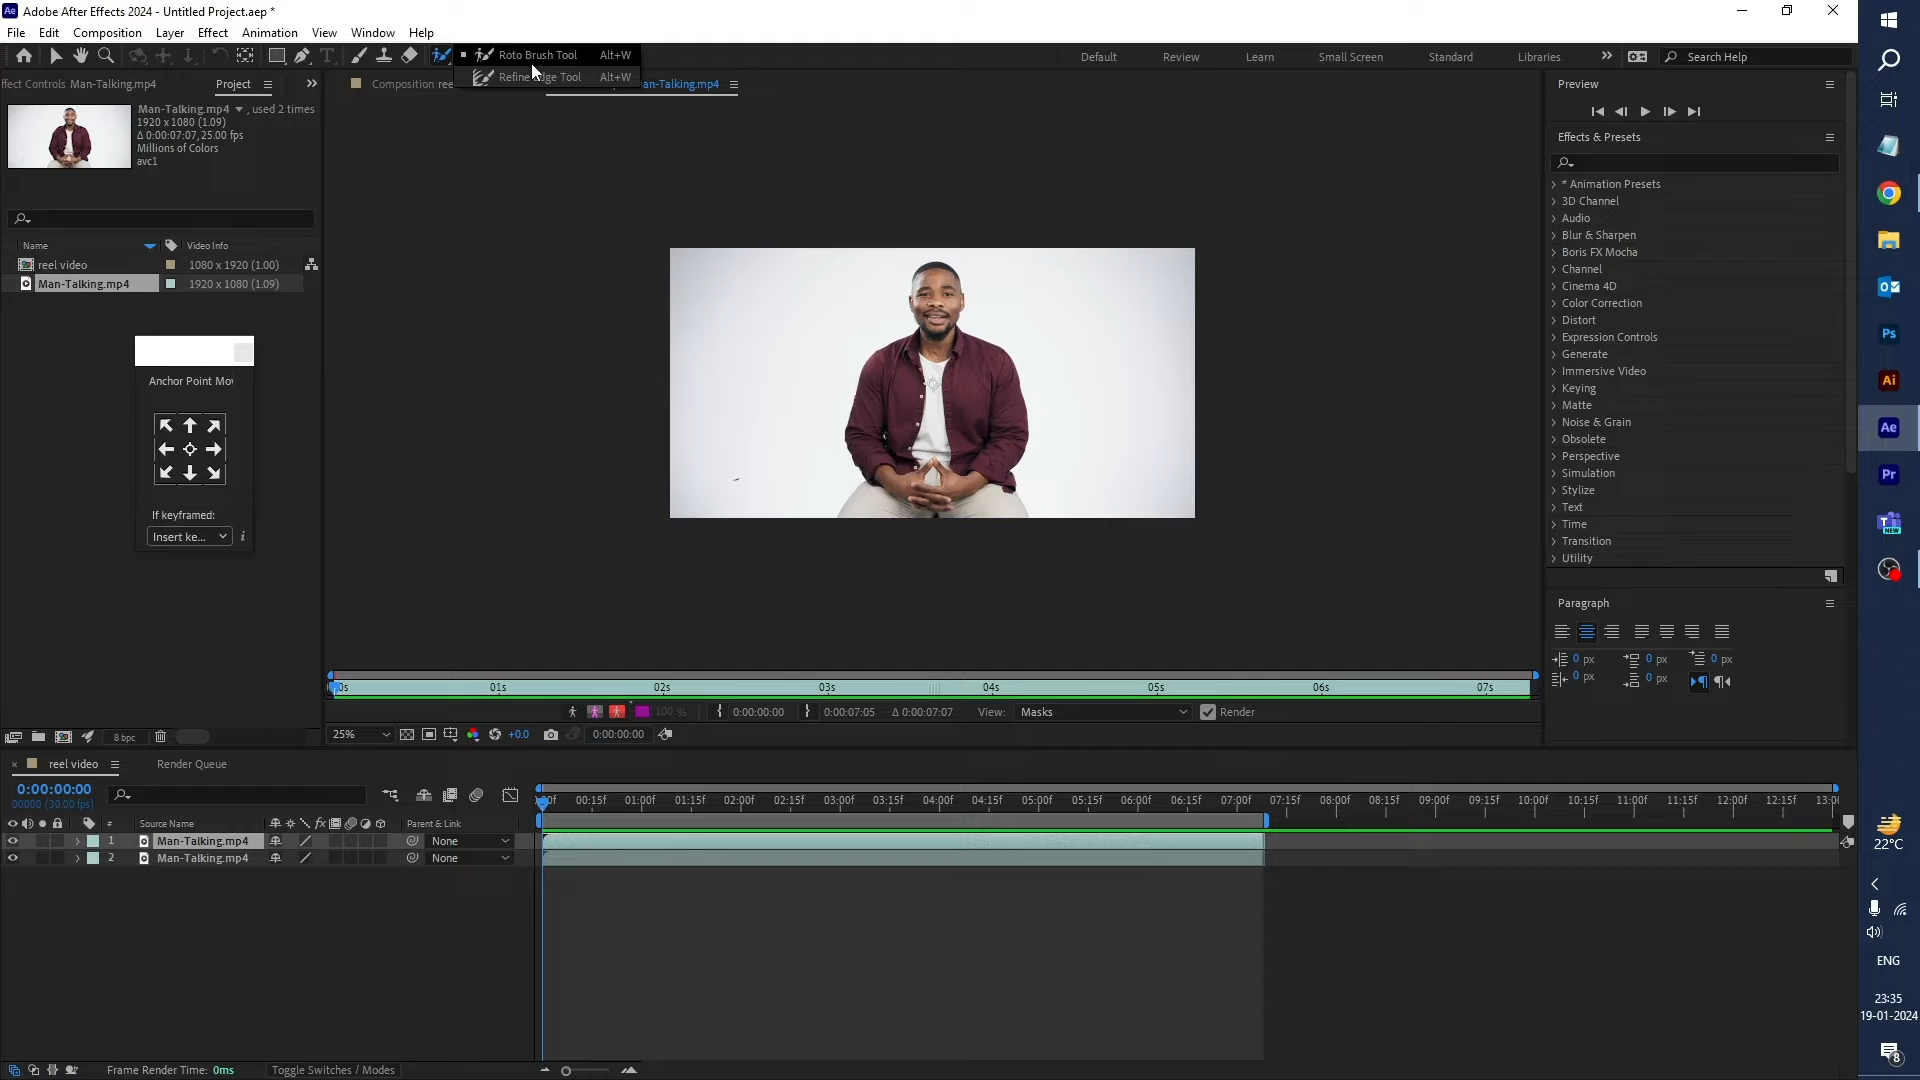 Adobe After Effects 2024 - Untitled Project.aep *
File Edit Composition Layer Effect Animation View Window Help
Roto Brush Tool Alt+W
Refine Edge Tool Alt+W
Default Review Learn Small Screen Standard Libraries Search Help
ffect Controls Man-Talking.mp4 Project
Composition ree an-Talking.mp4
Man-Talking.mp4 , used 2 times
1920 x 1080 (1.09)
Δ 0:00:07:07, 25.00 fps
Millions of Colors
avc1
Name Video Info
reel video 1080 x 1920 (1.00)
Man-Talking.mp4 1920 x 1080 (1.09)
Anchor Point Mov
If keyframed:
Insert ke...
8 bpc
Preview
Effects & Presets
* Animation Presets
3D Channel
Audio
Blur & Sharpen
Boris FX Mocha
Channel
Cinema 4D
Color Correction
Distort
Expression Controls
Generate
Immersive Video
Keying
Matte
Noise & Grain
Obsolete
Perspective
Simulation
Stylize
Text
Time
Transition
Utility
Paragraph
0 px 0 px 0 px
0 px 0 px
0s 01s 02s 03s 04s 05s 06s 07s
100 % 0:00:00:00 0:00:07:05 Δ 0:00:07:07 View: Masks Render
25% +0.0 0:00:00:00
reel video Render Queue
0:00:00:00
00000 (30.00 fps)
00f 00:15f 01:00f 01:15f 02:00f 02:15f 03:00f 03:15f 04:00f 04:15f 05:00f 05:15f 06:00f 06:15f 07:00f 07:15f 08:00f 08:15f 09:00f 09:15f 10:00f 10:15f 11:00f 11:15f 12:00f 12:15f 13:0
# Source Name fx Parent & Link
1 Man-Talking.mp4 None
2 Man-Talking.mp4 None
Frame Render Time: 0ms Toggle Switches / Modes
Ae
Ps
Ai
Ae
Pr
NEW
22°C
ENG
23:35
19-01-2024
8